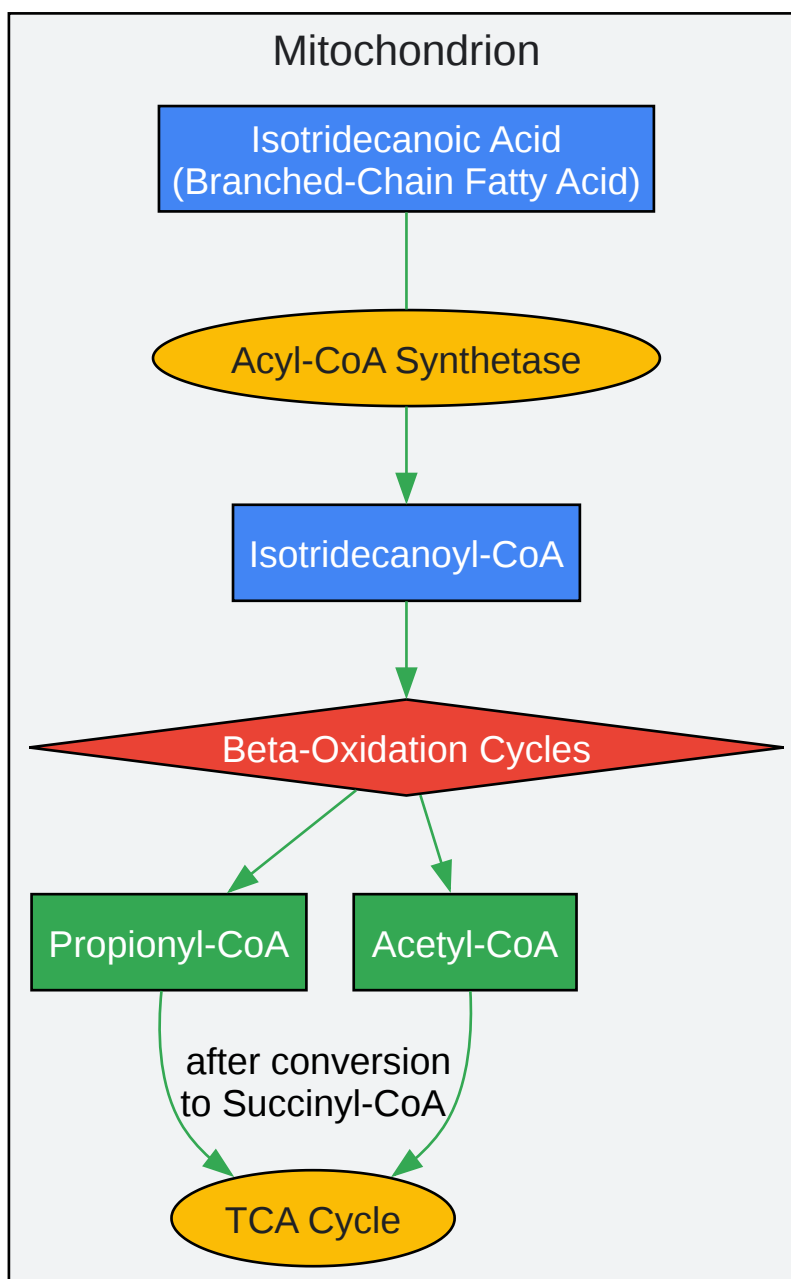 Mitochondrion
Isotridecanoic Acid
(Branched-Chain Fatty Acid)
Acyl-CoA Synthetase
Isotridecanoyl-CoA
Beta-Oxidation Cycles
Propionyl-CoA
Acetyl-CoA
after conversion
to Succinyl-CoA
TCA Cycle